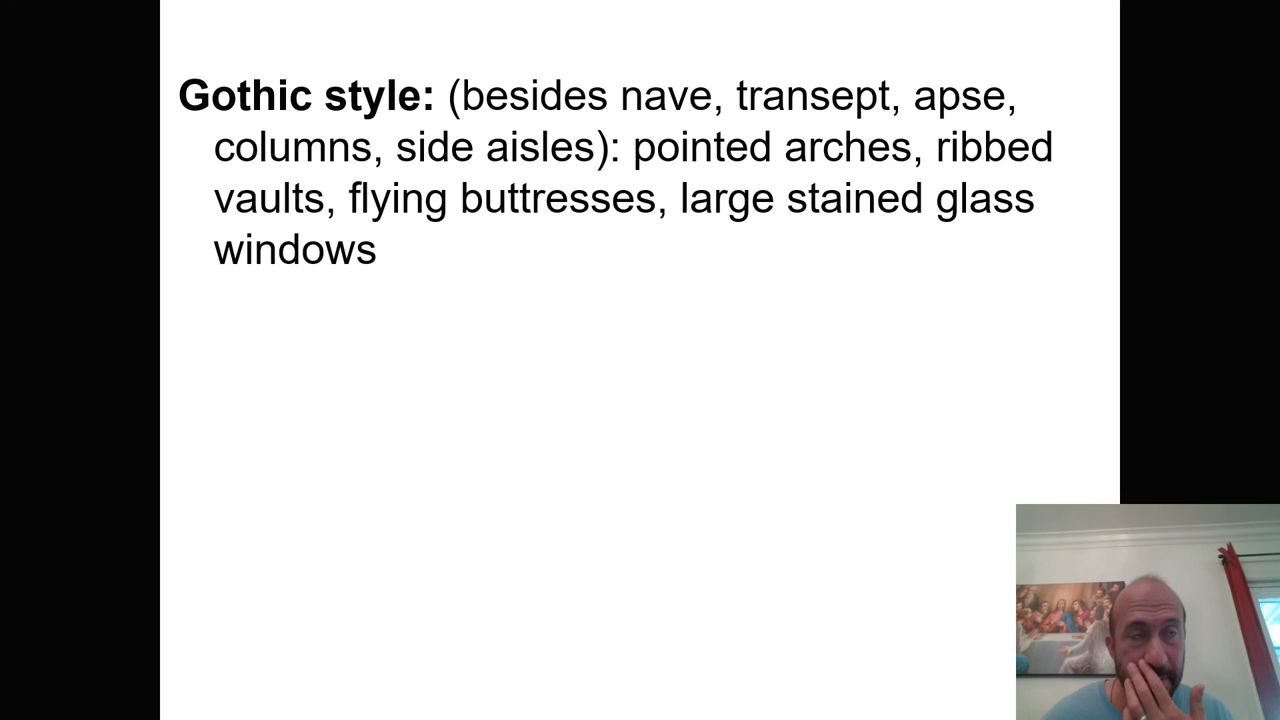 Gothic style: (besides nave, transept, apse,
columns, side aisles): pointed arches, ribbed
vaults, flying buttresses, large stained glass
windows